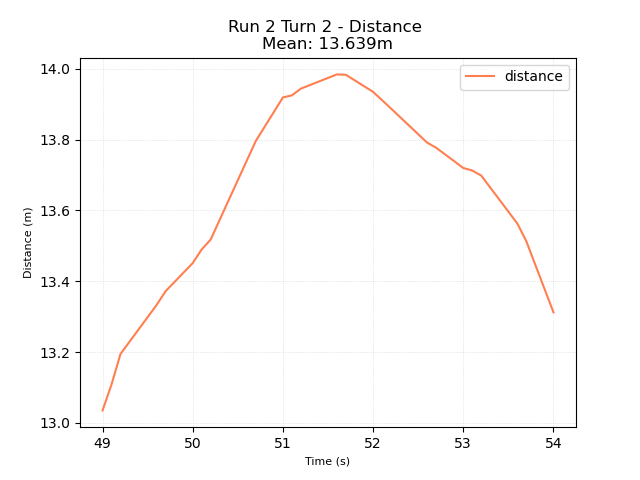 Run 2 Turn 2 - Distance
Mean: 13.639m
distance
14.0
13.8
13.6
13.4
13.2
13.0
Distance (m)
49 50 51 52 53 54
Time (s)